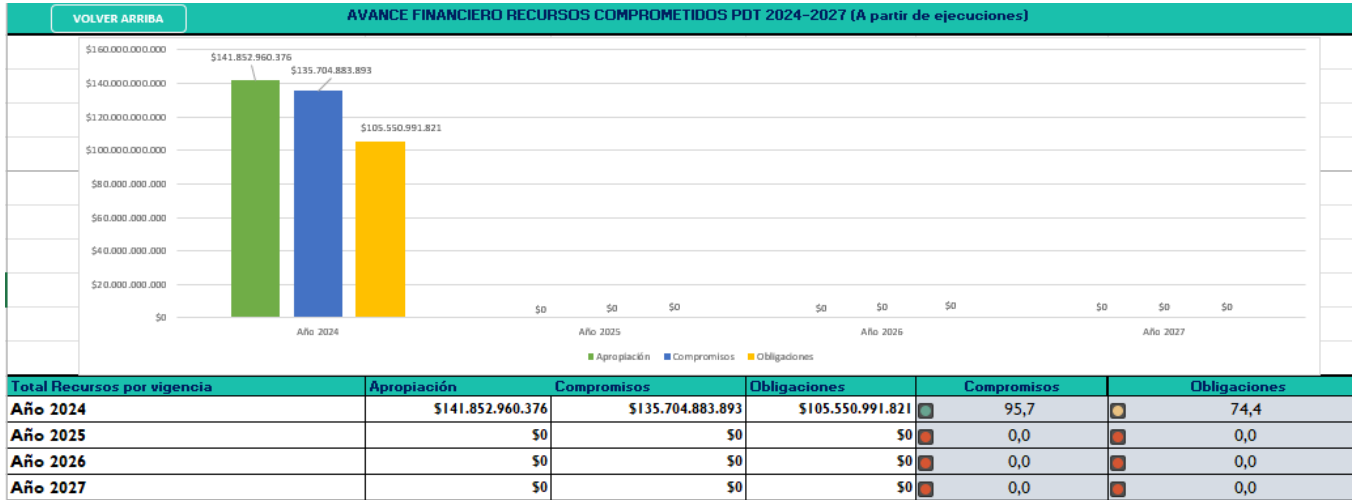 VOLVER ARRIBA
AVANCE FINANCIERO RECURSOS COMPROMETIDOS PDT 2024-2027 (A partir de ejecuciones)
$160.000.000.000
$141.852.960.376
$135.704.883.893
$140.000.000.000
$120.000.000.000
$105.550.991.821
$100.000.000.000
$80.000.000.000
$60.000.000.000
$40.000.000.000
$20.000.000.000
$0
$0 $0 $0
$0 $0 $0
$0 $0 $0
Año 2024 Año 2025 Año 2026 Año 2027
Apropiación Compromisos Obligaciones
Total Recursos por vigencia Apropiación Compromisos Obligaciones Compromisos Obligaciones
Año 2024 $141.852.960.376 $135.704.883.893 $105.550.991.821 95,7 74,4
Año 2025 $0 $0 $0 0,0 0,0
Año 2026 $0 $0 $0 0,0 0,0
Año 2027 $0 $0 $0 0,0 0,0